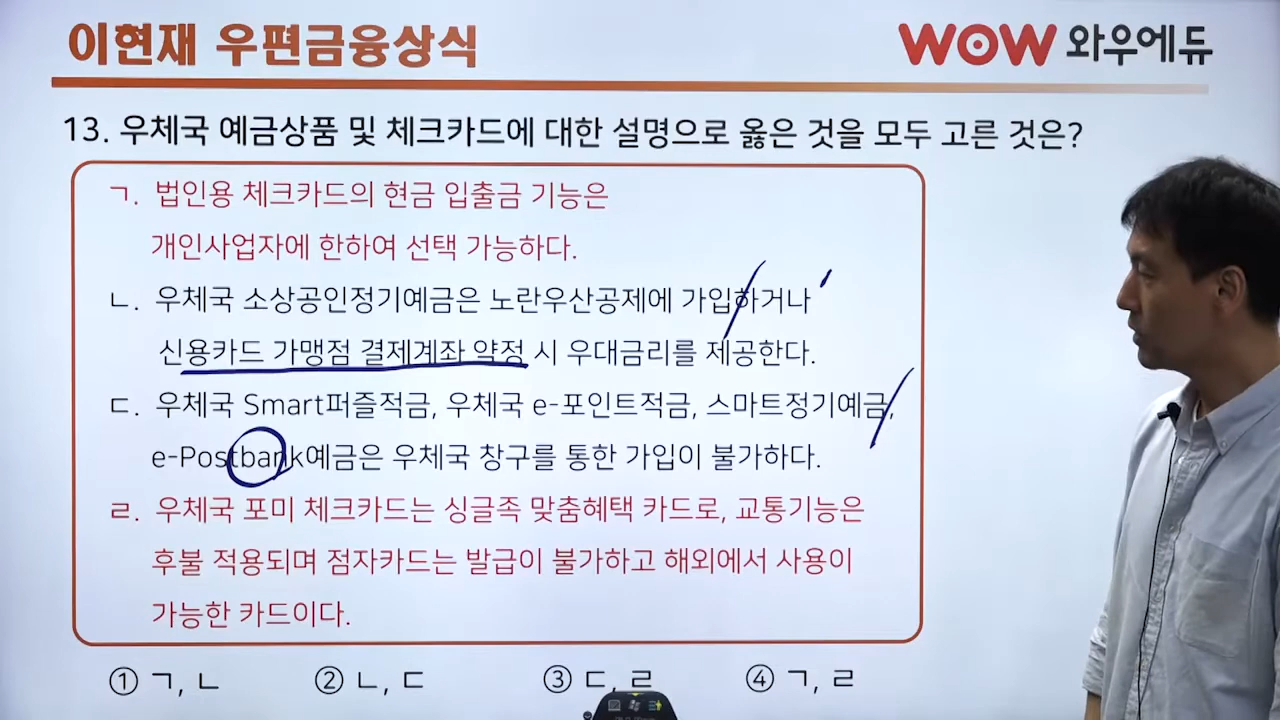 이현재 우편금융상식
WOW 와우에듀
13. 우체국 예금상품 및 체크카드에 대한 설명으로 옳은 것을 모두 고른 것은?
ㄱ. 법인용 체크카드의 현금 입출금 기능은
개인사업자에 한하여 선택 가능하다.
ㄴ. 우체국 소상공인정기예금은 노란우산공제에 가입하거나
신용카드 가맹점 결제계좌 약정 시 우대금리를 제공한다.
ㄷ. 우체국 Smart퍼즐적금, 우체국 e-포인트적금, 스마트정기예금,
e-Postbank예금은 우체국 창구를 통한 가입이 불가하다.
ㄹ. 우체국 포미 체크카드는 싱글족 맞춤혜택 카드로, 교통기능은
후불 적용되며 점자카드는 발급이 불가하고 해외에서 사용이
가능한 카드이다.
① ㄱ, ㄴ ② ㄴ, ㄷ ③ ㄷ, ㄹ ④ ㄱ, ㄹ